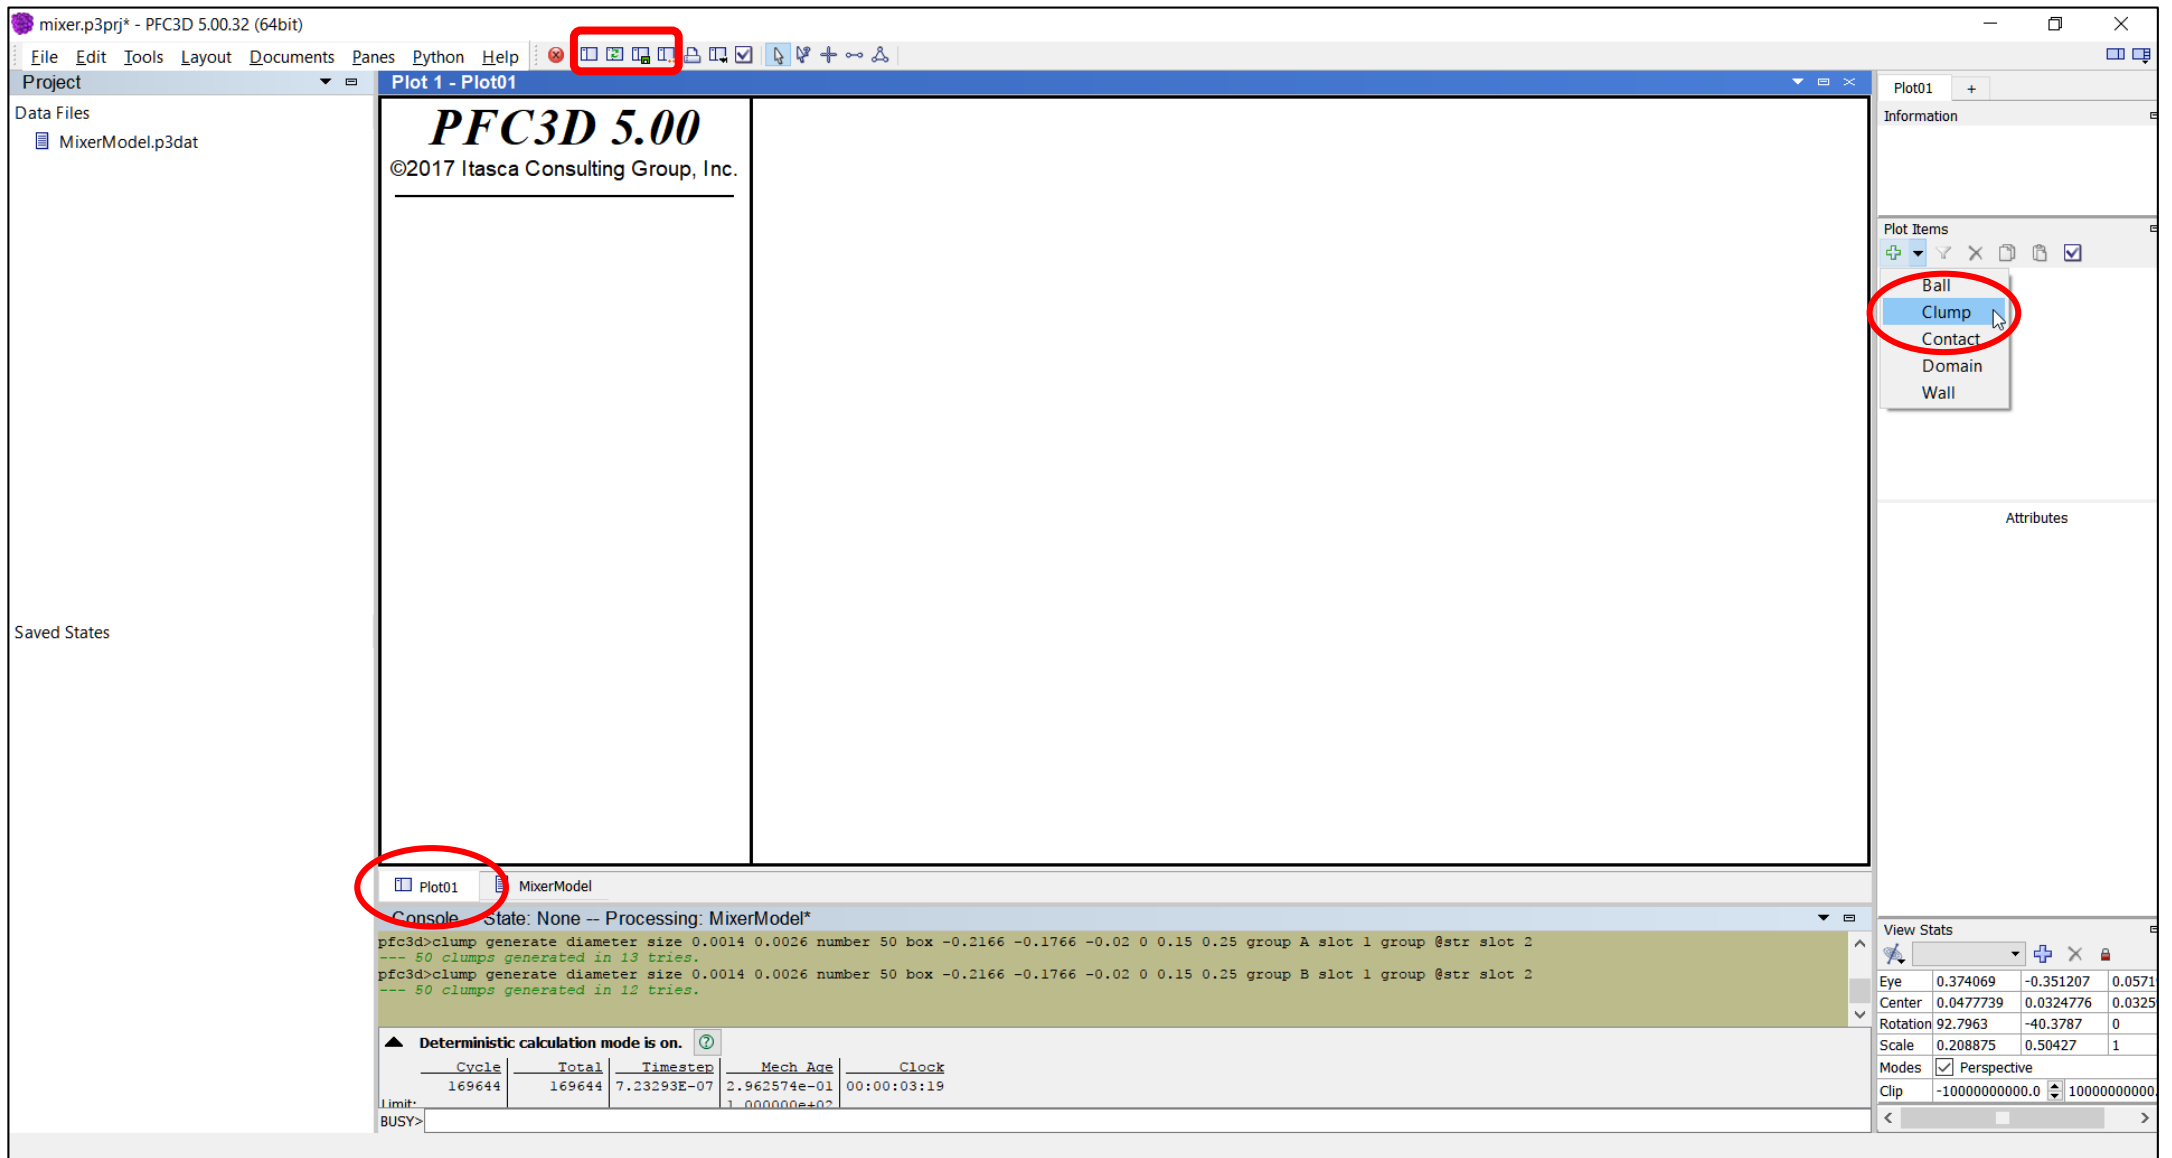 mixer.p3prj* - PFC3D 5.00.32 (64bit)
File Edit Tools Layout Documents Panes Python Help
Project
Plot 1 - Plot01
Plot01 +
Data Files
MixerModel.p3dat
PFC3D 5.00
©2017 Itasca Consulting Group, Inc.
Information
Plot Items
Ball
Clump
Contact
Domain
Wall
Attributes
Saved States
Plot01 MixerModel
Console State: None -- Processing: MixerModel*
pfc3d>clump generate diameter size 0.0014 0.0026 number 50 box -0.2166 -0.1766 -0.02 0 0.15 0.25 group A slot 1 group @str slot 2
--- 50 clumps generated in 13 tries.
pfc3d>clump generate diameter size 0.0014 0.0026 number 50 box -0.2166 -0.1766 -0.02 0 0.15 0.25 group B slot 1 group @str slot 2
--- 50 clumps generated in 12 tries.
Deterministic calculation mode is on.
Cycle Total Timestep Mech Age Clock
169644 169644 7.23293E-07 2.962574e-01 00:00:03:19
Limit: 1.000000e+02
BUSY>
View Stats
Eye 0.374069 -0.351207 0.0571
Center 0.0477739 0.0324776 0.0325
Rotation 92.7963 -40.3787 0
Scale 0.208875 0.50427 1
Modes Perspective
Clip -10000000000.0 10000000000.